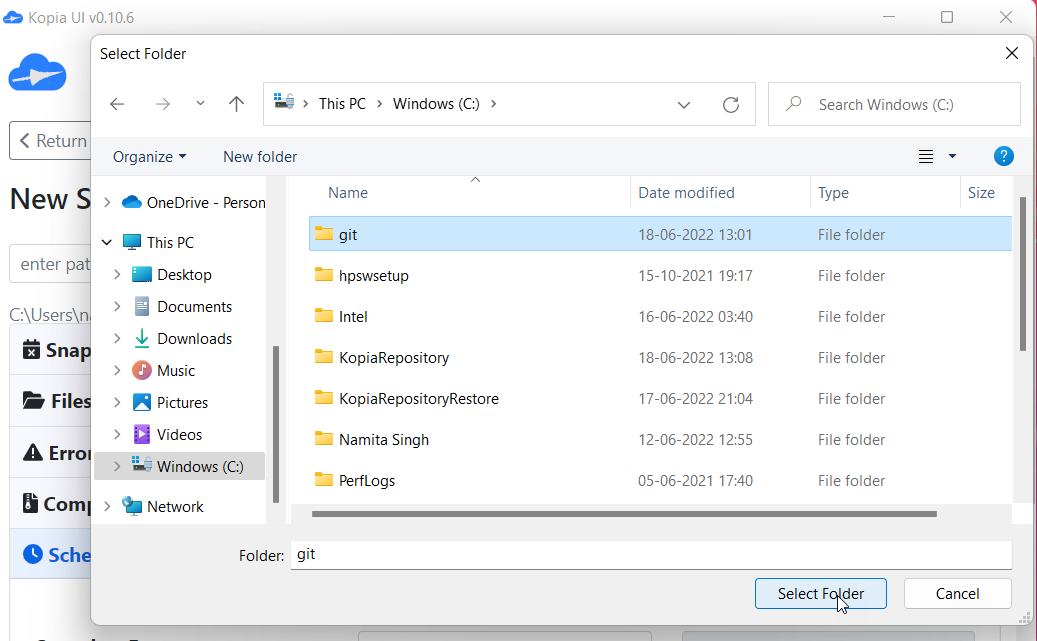 Kopia UI v0.10.6
Select Folder
This PC > Windows (C:) >
Search Windows (C:)
Return
Organize
New folder
?
New S
enter pat
C:\Users\na
Snap
Files
Error
Comp
Sche
OneDrive - Person
This PC
Desktop
Documents
Downloads
Music
Pictures
Videos
Windows (C:)
Network
Name Date modified Type Size
git 18-06-2022 13:01 File folder
hpswsetup 15-10-2021 19:17 File folder
Intel 16-06-2022 03:40 File folder
KopiaRepository 18-06-2022 13:08 File folder
KopiaRepositoryRestore 17-06-2022 21:04 File folder
Namita Singh 12-06-2022 12:55 File folder
PerfLogs 05-06-2021 17:40 File folder
Folder: git
Select Folder
Cancel